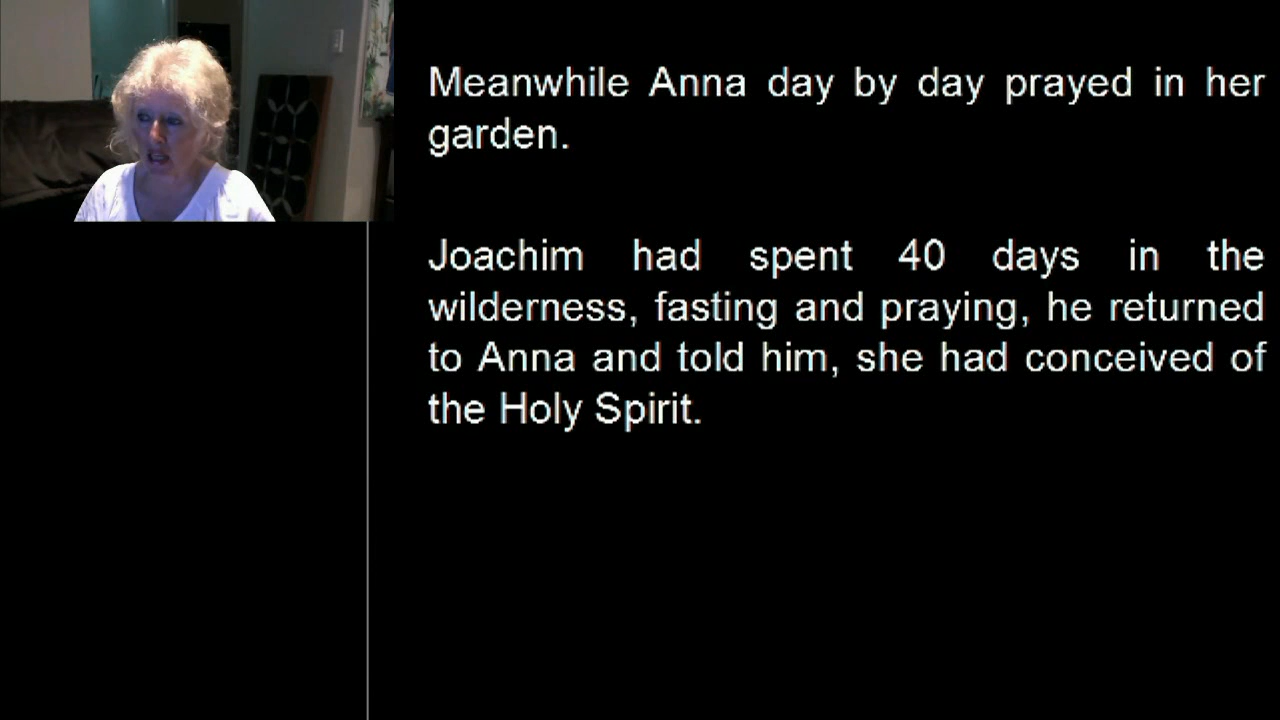 Meanwhile Anna day by day prayed in her
garden.
Joachim had spent 40 days in the
wilderness, fasting and praying, he returned
to Anna and told him, she had conceived of
the Holy Spirit.